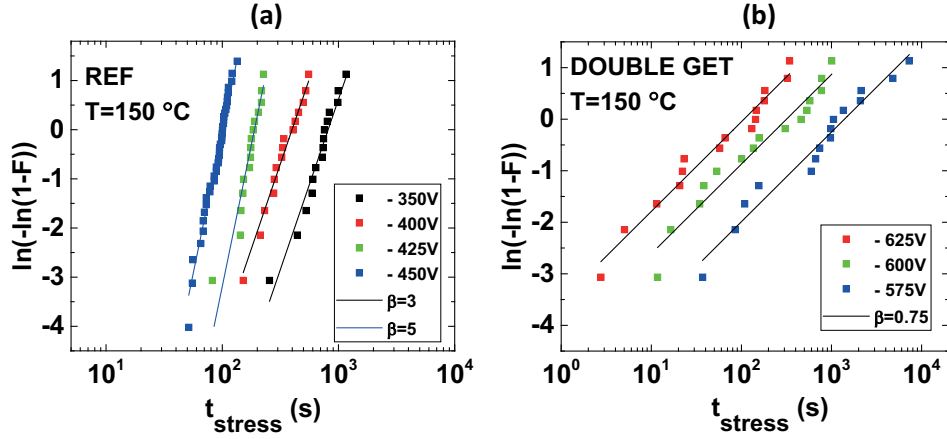 (a)
REF
T=150 °C
ln(-ln(1-F))
1
0
-1
-2
-3
-4
- 350V
- 400V
- 425V
- 450V
β=3
β=5
10¹ 10² 10³ 10⁴
t_stress (s)
(b)
DOUBLE GET
T=150 °C
ln(-ln(1-F))
1
0
-1
-2
-3
-4
- 625V
- 600V
- 575V
β=0.75
10⁰ 10¹ 10² 10³ 10⁴
t_stress (s)